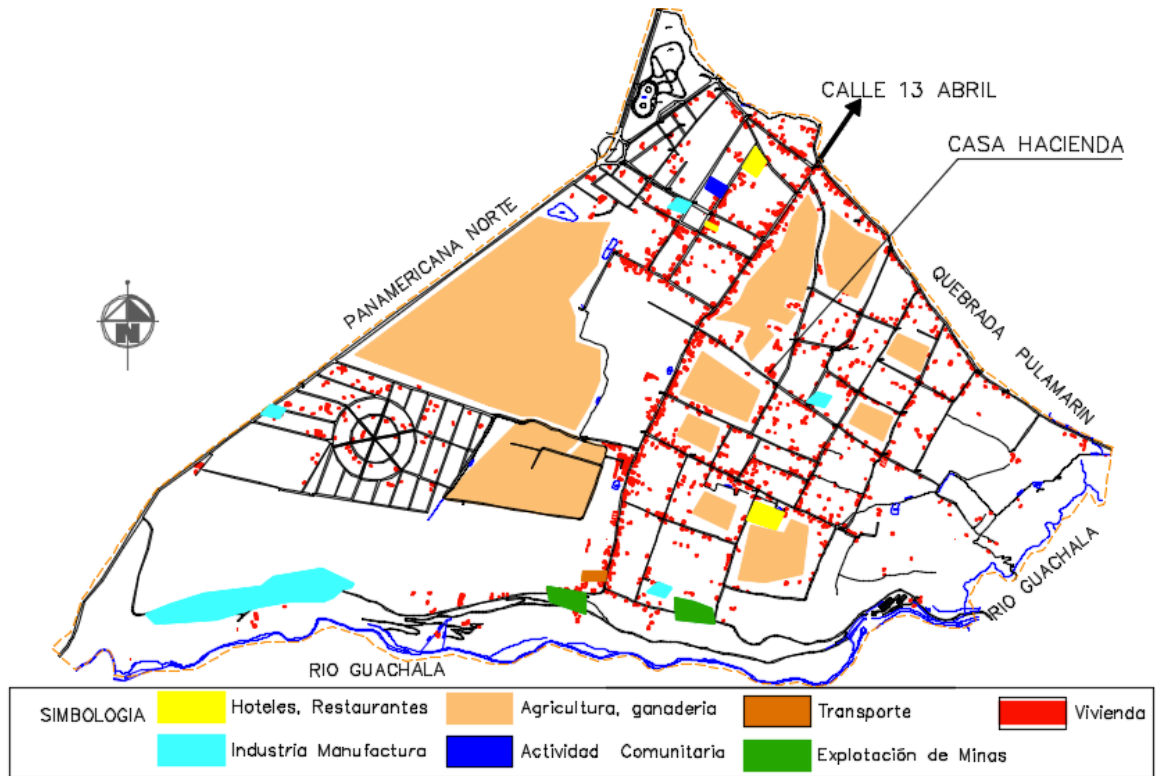 CALLE 13 ABRIL
CASA HACIENDA
PANAMERICANA NORTE
QUEBRADA PULAMARIN
N
RIO GUACHALA
RIO GUACHALA
SIMBOLOGIA
Hoteles, Restaurantes
Agricultura, ganaderia
Transporte
Vivienda
Industria Manufactura
Actividad Comunitaria
Explotación de Minas